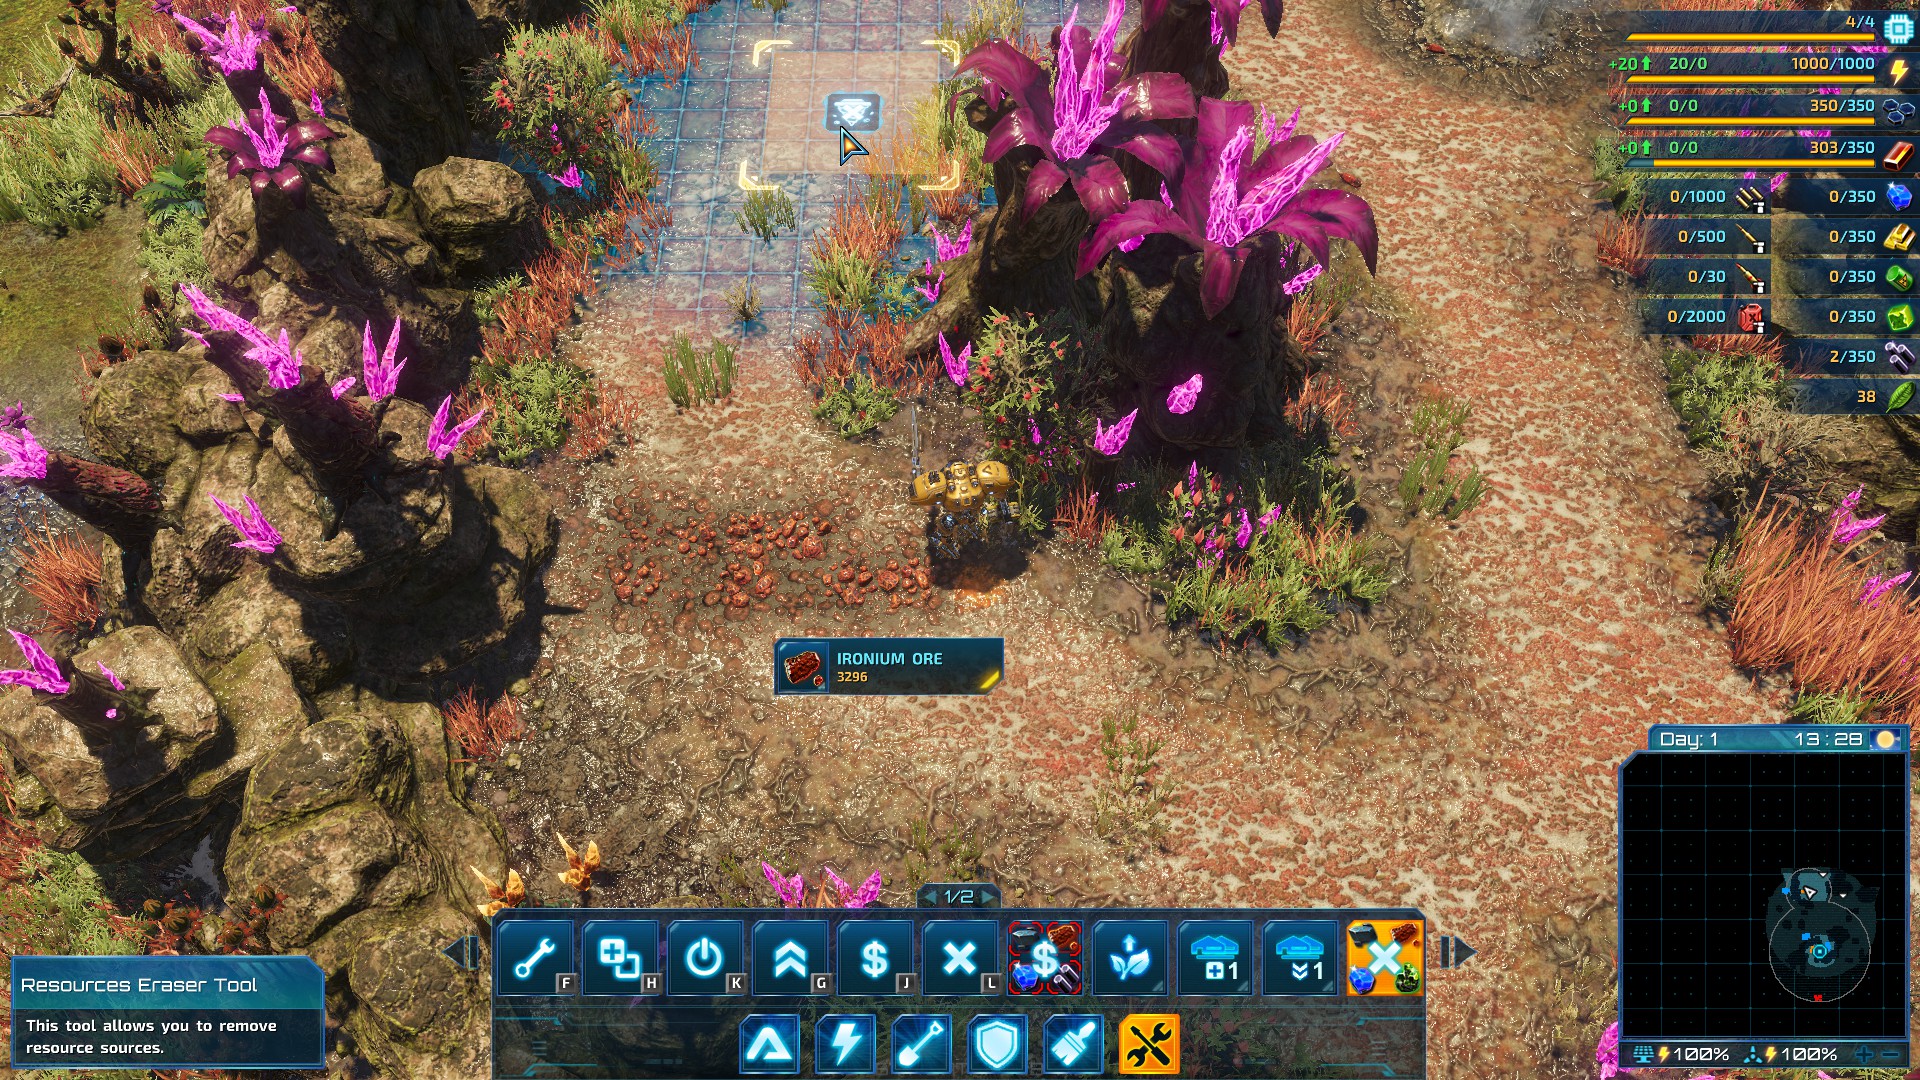 4/4
+20 20/0 1000/1000
+0 0/0 350/350
+0 0/0 303/350
0/1000 0/350
0/500 0/350
0/30 0/350
0/2000 0/350
2/350
38
IRONIUM ORE
3296
Day: 1 13:28
1/2
F H K G J L $ 1 1
Resources Eraser Tool
This tool allows you to remove
resource sources.
100% 100%